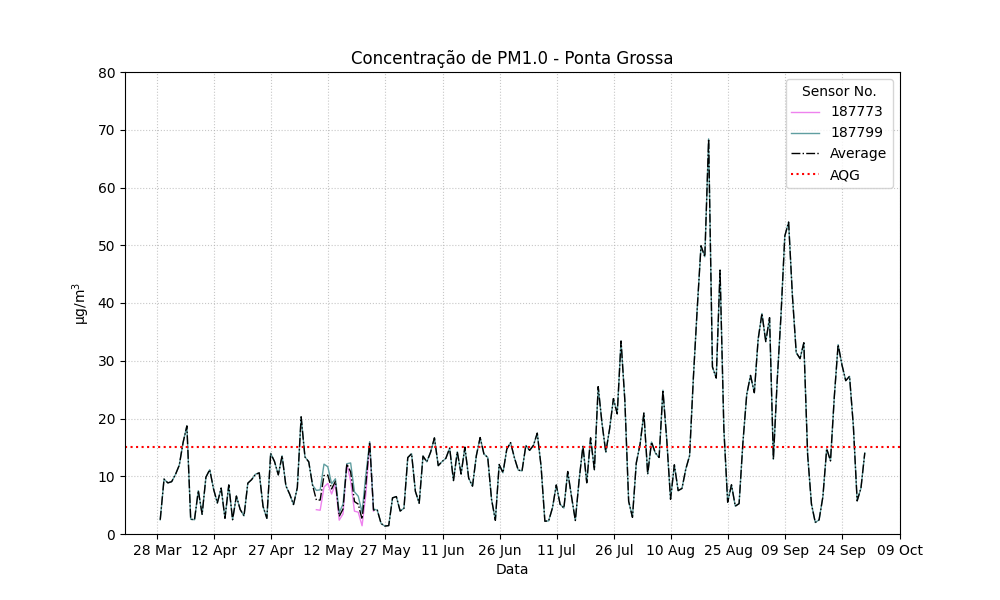 Concentração de PM1.0 - Ponta Grossa
80
70
60
50
40
30
20
10
0
µg/m³
Sensor No.
187773
187799
Average
AQG
28 Mar 12 Apr 27 Apr 12 May 27 May 11 Jun 26 Jun 11 Jul 26 Jul 10 Aug 25 Aug 09 Sep 24 Sep 09 Oct
Data